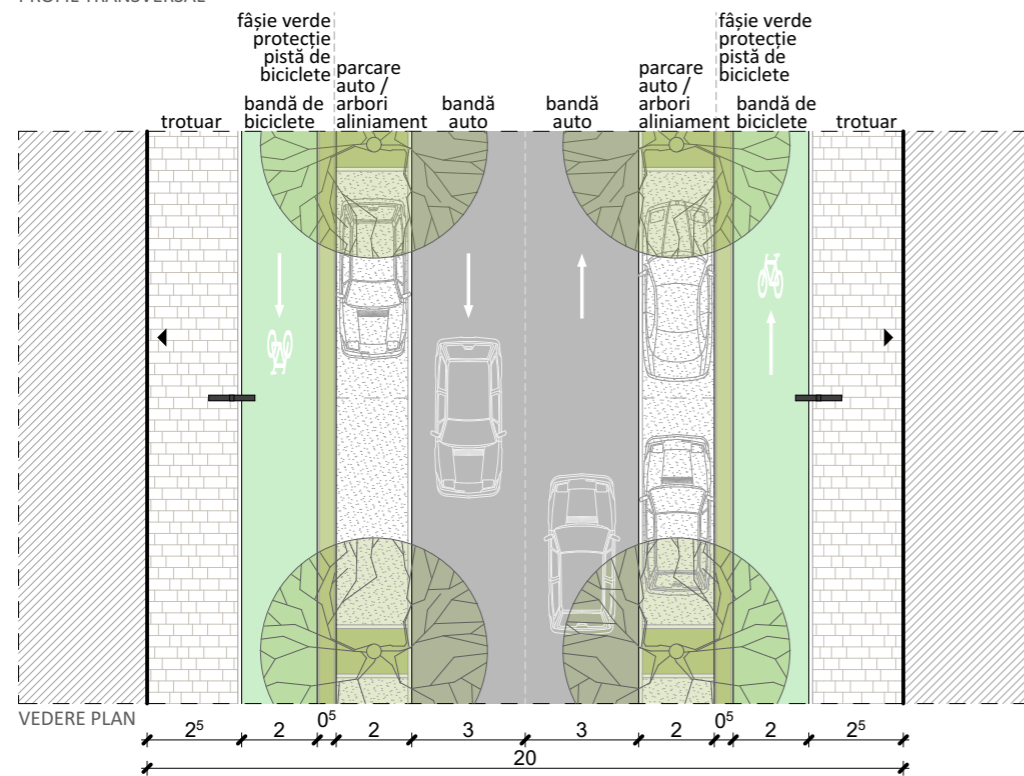 PROFIL TRANSVERSAL
fâșie verde
protecție
pistă de
biciclete
fâșie verde
protecție
pistă de
biciclete
trotuar
bandă de
biciclete
parcare
auto /
arbori
aliniament
bandă
auto
bandă
auto
parcare
auto /
arbori
aliniament
bandă de
biciclete
trotuar
VEDERE PLAN
2⁵ 2 0⁵ 2 3 3 2 0⁵ 2 2⁵
20